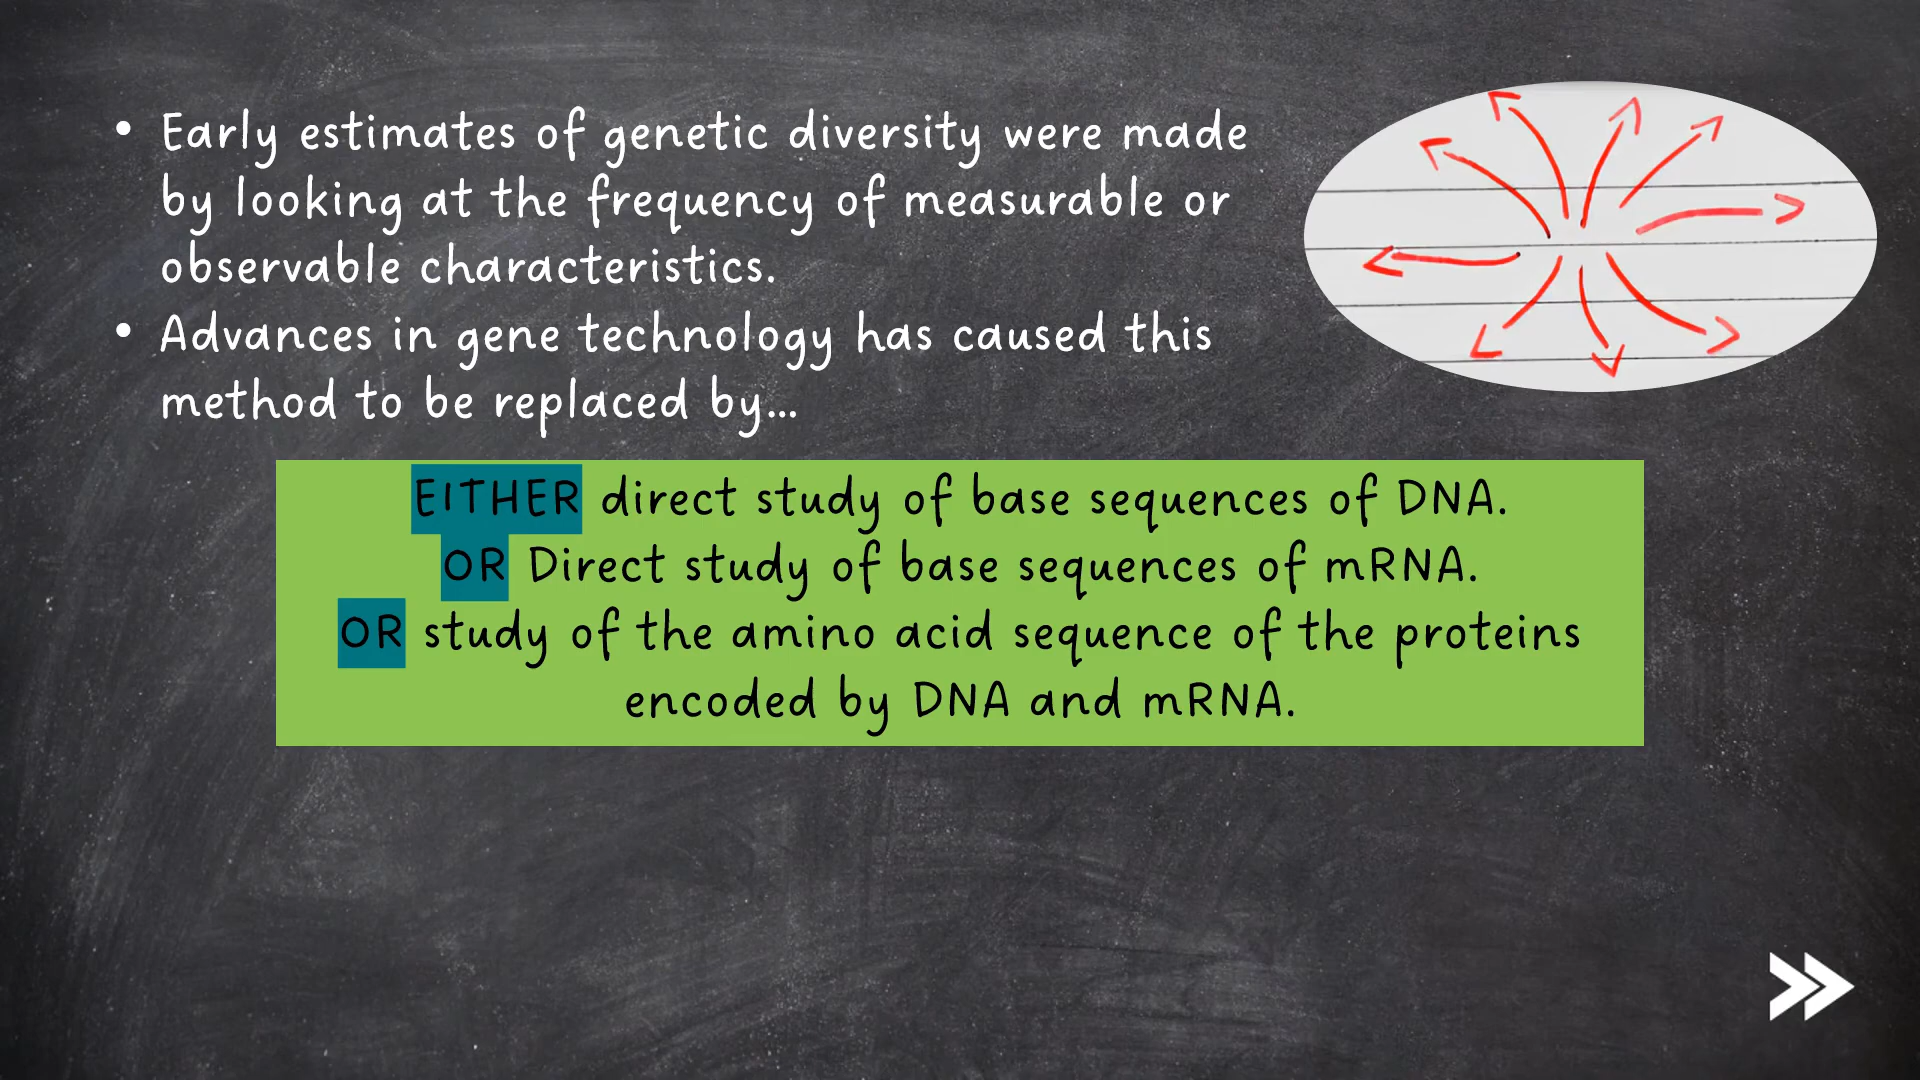 • Early estimates of genetic diversity were made
by looking at the frequency of measurable or
observable characteristics.
• Advances in gene technology has caused this
method to be replaced by...
EITHER direct study of base sequences of DNA.
OR Direct study of base sequences of mRNA.
OR study of the amino acid sequence of the proteins
encoded by DNA and mRNA.